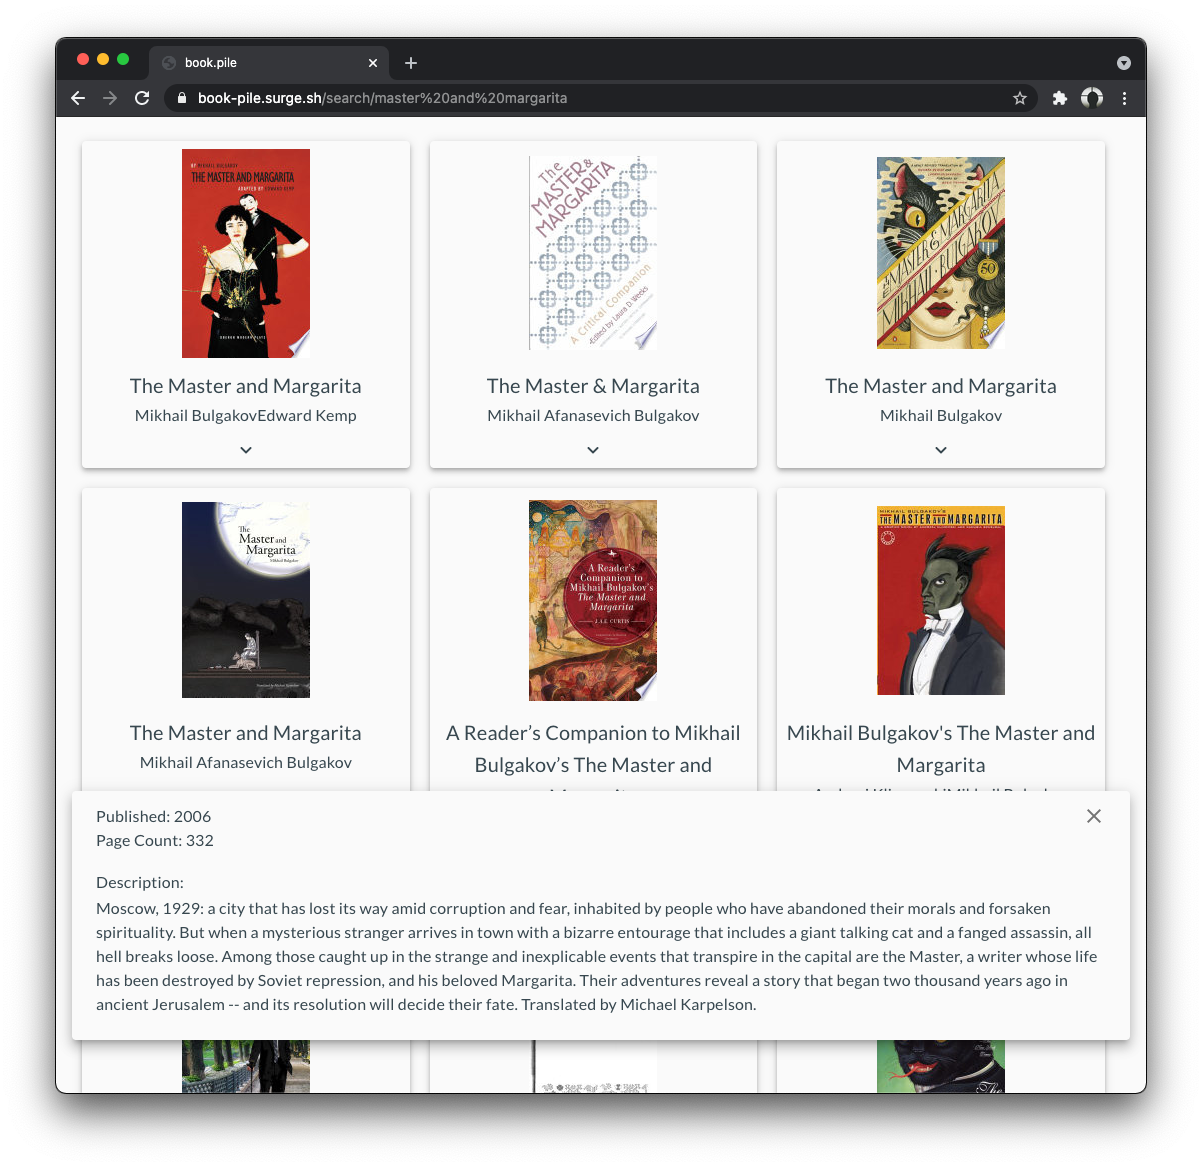 book.pile
book-pile.surge.sh/search/master%20and%20margarita
BY MIKHAIL BULGAKOV
THE MASTER AND MARGARITA
ADAPTED BY EDWARD KEMP
OBERON MODERN PLAYS
The Master and Margarita
Mikhail BulgakovEdward Kemp
The
MASTER &
MARGARITA
A Critical Companion
Edited by Laura D. Weeks
The Master & Margarita
Mikhail Afanasevich Bulgakov
MASTER & MARGARITA
MIKHAIL BULGAKOV
50
The Master and Margarita
Mikhail Bulgakov
The
Master and
Margarita
Mikhail Bulgakov
The Master and Margarita
Mikhail Afanasevich Bulgakov
A Reader's
Companion to
Mikhail Bulgakov's
The Master and
Margarita
J.A.E. CURTIS
A Reader’s Companion to Mikhail
Bulgakov’s The Master and
MIKHAIL BULGAKOV'S
THE MASTER AND MARGARITA
Mikhail Bulgakov's The Master and
Margarita
Published: 2006
Page Count: 332
Description:
Moscow, 1929: a city that has lost its way amid corruption and fear, inhabited by people who have abandoned their morals and forsaken
spirituality. But when a mysterious stranger arrives in town with a bizarre entourage that includes a giant talking cat and a fanged assassin, all
hell breaks loose. Among those caught up in the strange and inexplicable events that transpire in the capital are the Master, a writer whose life
has been destroyed by Soviet repression, and his beloved Margarita. Their adventures reveal a story that began two thousand years ago in
ancient Jerusalem -- and its resolution will decide their fate. Translated by Michael Karpelson.
The